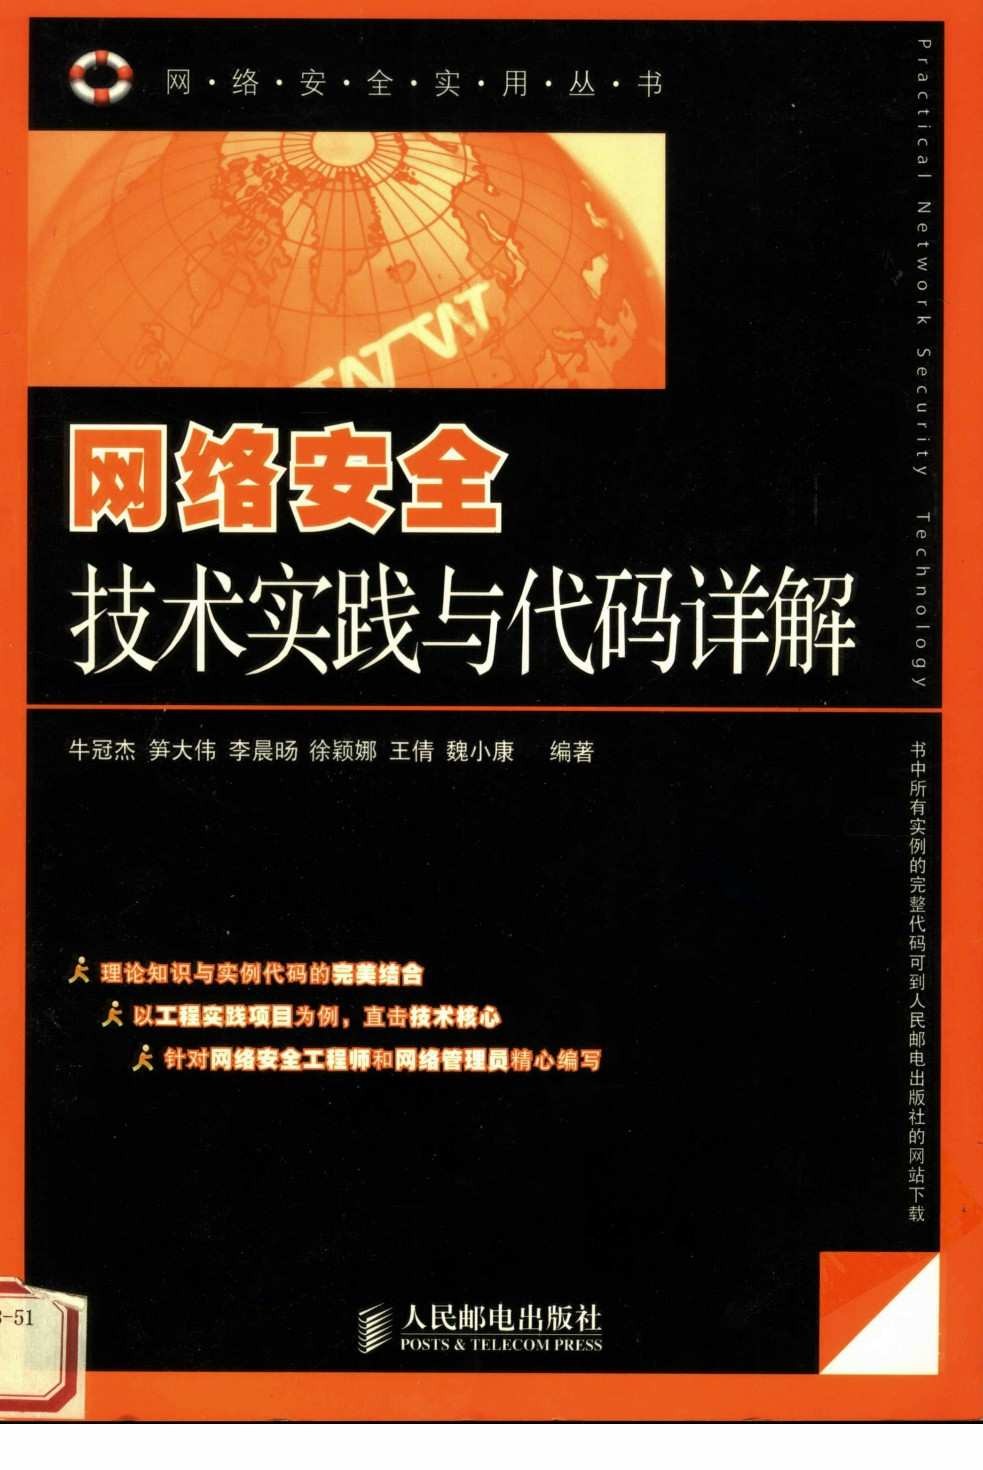 网·络·安·全·实·用·丛·书
Practical Network Security Technology
WWW
网络安全
技术实践与代码详解
牛冠杰 笋大伟 李晨旸 徐颖娜 王倩 魏小康 编著
书中所有实例的完整代码可到人民邮电出版社的网站下载
理论知识与实例代码的完美结合
以工程实践项目为例，直击技术核心
针对网络安全工程师和网络管理员精心编写
-51
人民邮电出版社
POSTS & TELECOM PRESS